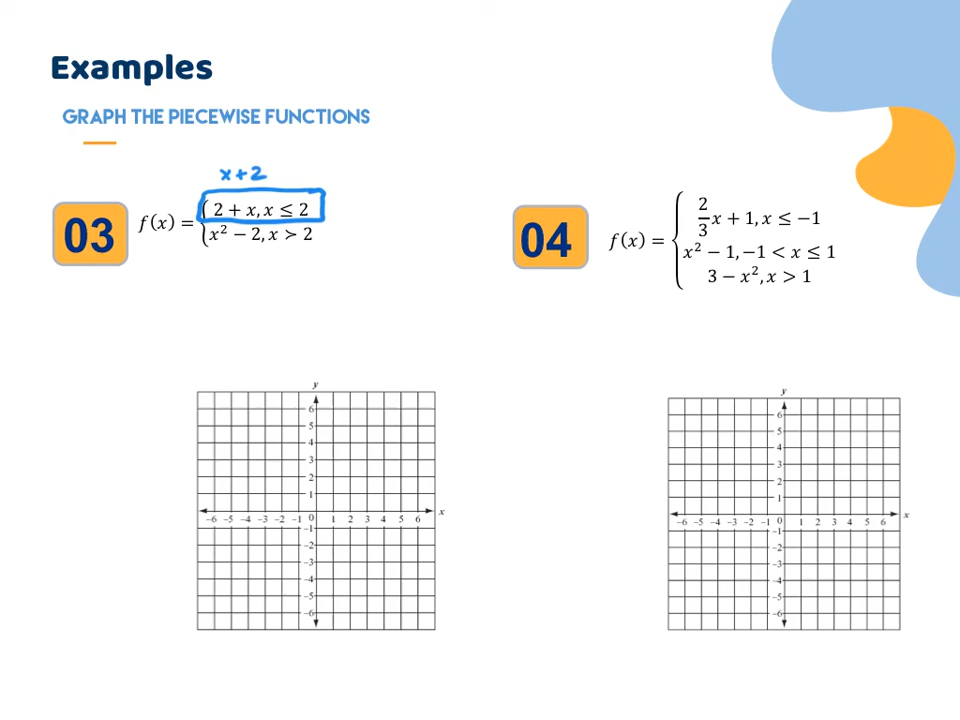 Examples
GRAPH THE PIECEWISE FUNCTIONS
x+2
03
f(x) = { 2 + x, x ≤ 2
x² − 2, x > 2
04
f(x) = { 2/3 x + 1, x ≤ −1
x² − 1, −1 < x ≤ 1
3 − x², x > 1
y
6
5
4
3
2
1
−6 −5 −4 −3 −2 −1 0 1 2 3 4 5 6 x
−1
−2
−3
−4
−5
−6
y
6
5
4
3
2
1
−6 −5 −4 −3 −2 −1 0 1 2 3 4 5 6 x
−1
−2
−3
−4
−5
−6